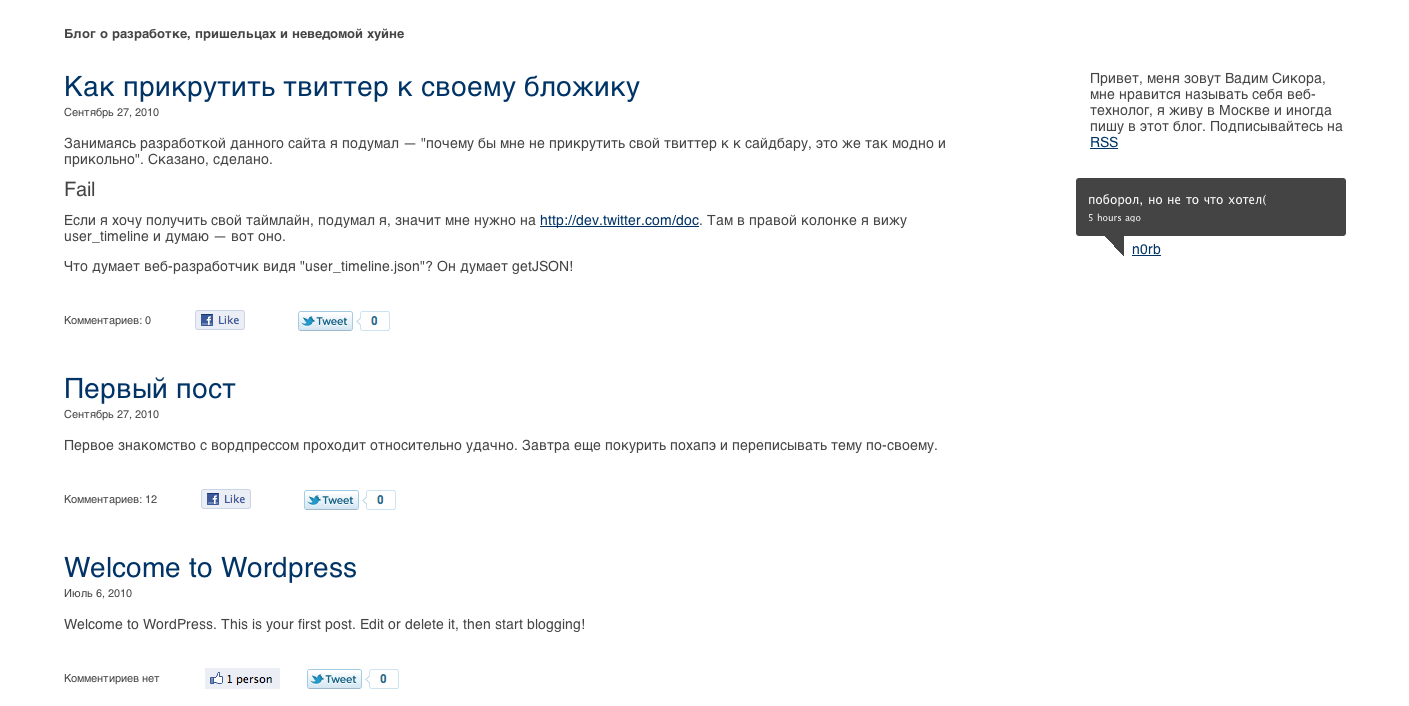 Блог о разработке, пришельцах и неведомой хуйне
Как прикрутить твиттер к своему бложику
Сентябрь 27, 2010
Занимаясь разработкой данного сайта я подумал — "почему бы мне не прикрутить свой твиттер к к сайдбару, это же так модно и
прикольно". Сказано, сделано.
Fail
Если я хочу получить свой таймлайн, подумал я, значит мне нужно на http://dev.twitter.com/doc. Там в правой колонке я вижу
user_timeline и думаю — вот оно.
Что думает веб-разработчик видя "user_timeline.json"? Он думает getJSON!
Комментариев: 0 Like Tweet 0
Первый пост
Сентябрь 27, 2010
Первое знакомство с вордпрессом проходит относительно удачно. Завтра еще покурить похапэ и переписывать тему по-своему.
Комментариев: 12 Like Tweet 0
Welcome to Wordpress
Июль 6, 2010
Welcome to WordPress. This is your first post. Edit or delete it, then start blogging!
Комментириев нет 1 person Tweet 0
Привет, меня зовут Вадим Сикора,
мне нравится называть себя веб-
технолог, я живу в Москве и иногда
пишу в этот блог. Подписывайтесь на
RSS
поборол, но не то что хотел(
5 hours ago
n0rb